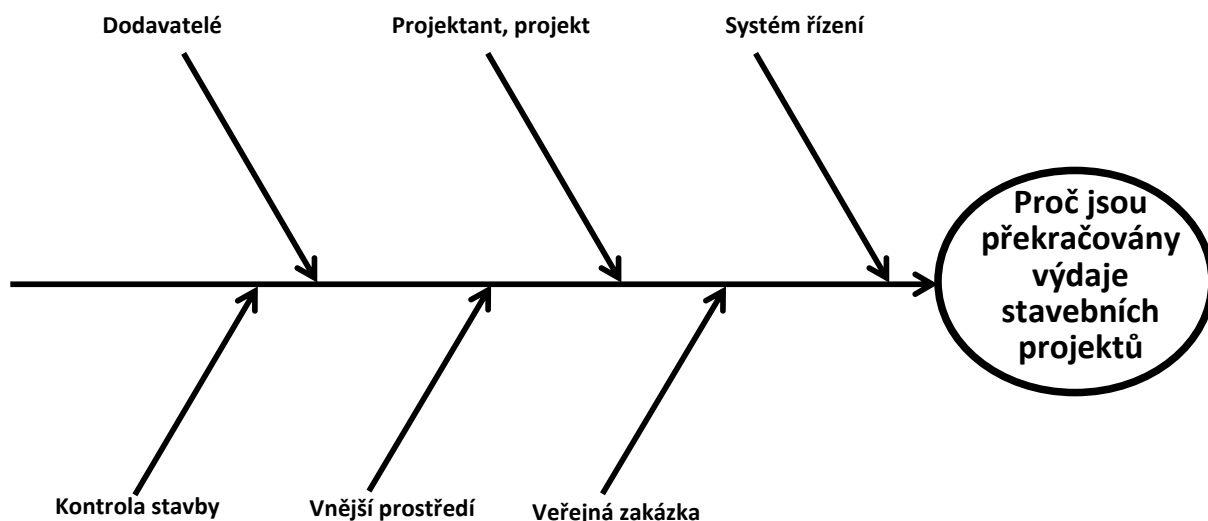 Dodavatelé
Projektant, projekt
Systém řízení
Proč jsou
překračovány
výdaje
stavebních
projektů
Kontrola stavby
Vnější prostředí
Veřejná zakázka